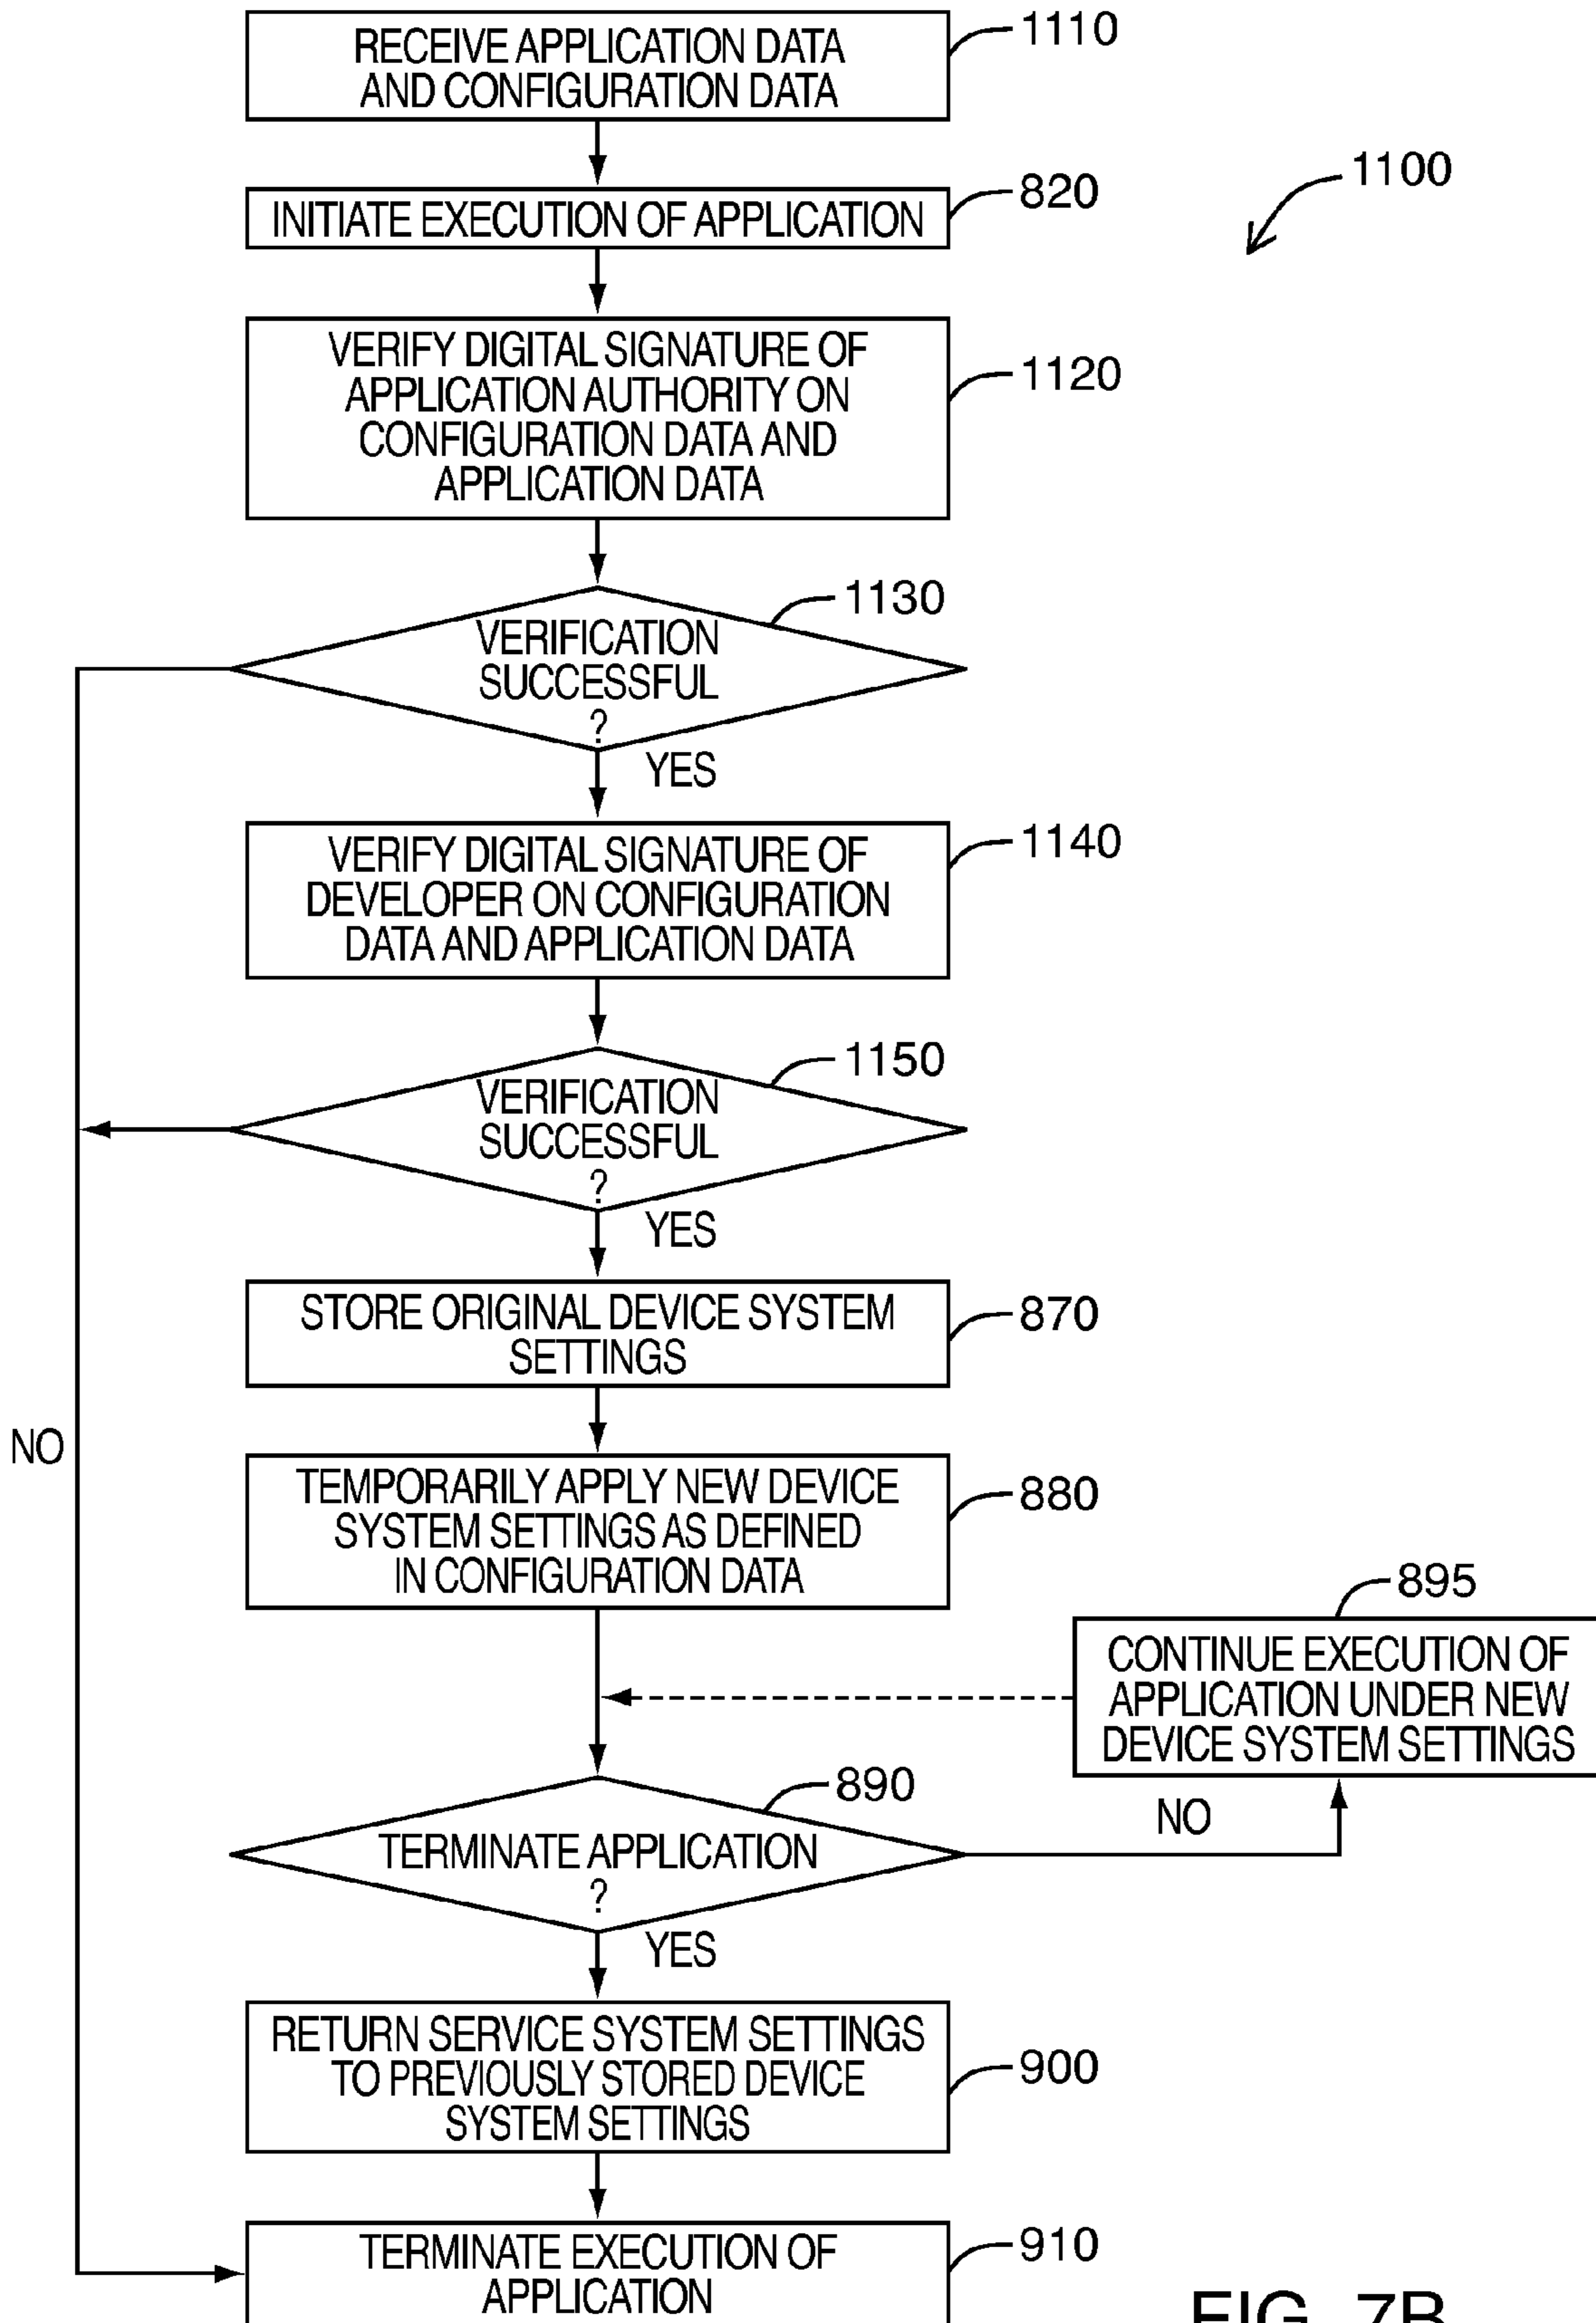 RECEIVE APPLICATION DATA
AND CONFIGURATION DATA
1110
INITIATE EXECUTION OF APPLICATION
820
1100
VERIFY DIGITAL SIGNATURE OF
APPLICATION AUTHORITY ON
CONFIGURATION DATA AND
APPLICATION DATA
1120
VERIFICATION
SUCCESSFUL
?
1130
YES
VERIFY DIGITAL SIGNATURE OF
DEVELOPER ON CONFIGURATION
DATA AND APPLICATION DATA
1140
VERIFICATION
SUCCESSFUL
?
1150
YES
STORE ORIGINAL DEVICE SYSTEM
SETTINGS
870
NO
TEMPORARILY APPLY NEW DEVICE
SYSTEM SETTINGS AS DEFINED
IN CONFIGURATION DATA
880
895
CONTINUE EXECUTION OF
APPLICATION UNDER NEW
DEVICE SYSTEM SETTINGS
890
TERMINATE APPLICATION
?
NO
YES
RETURN SERVICE SYSTEM SETTINGS
TO PREVIOUSLY STORED DEVICE
SYSTEM SETTINGS
900
TERMINATE EXECUTION OF
APPLICATION
910
FIG. 7B